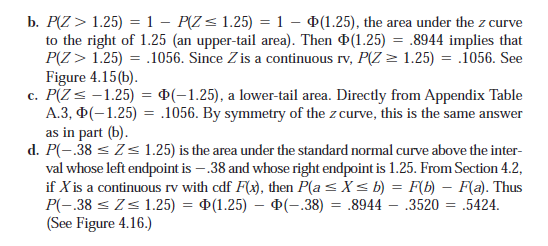 b. P(Z > 1.25) = 1 − P(Z ≤ 1.25) = 1 − Φ(1.25), the area under the z curve
to the right of 1.25 (an upper-tail area). Then Φ(1.25) = .8944 implies that
P(Z > 1.25) = .1056. Since Z is a continuous rv, P(Z ≥ 1.25) = .1056. See
Figure 4.15(b).
c. P(Z ≤ −1.25) = Φ(−1.25), a lower-tail area. Directly from Appendix Table
A.3, Φ(−1.25) = .1056. By symmetry of the z curve, this is the same answer
as in part (b).
d. P(−.38 ≤ Z ≤ 1.25) is the area under the standard normal curve above the inter-
val whose left endpoint is −.38 and whose right endpoint is 1.25. From Section 4.2,
if X is a continuous rv with cdf F(x), then P(a ≤ X ≤ b) = F(b) − F(a). Thus
P(−.38 ≤ Z ≤ 1.25) = Φ(1.25) − Φ(−.38) = .8944 − .3520 = .5424.
(See Figure 4.16.)